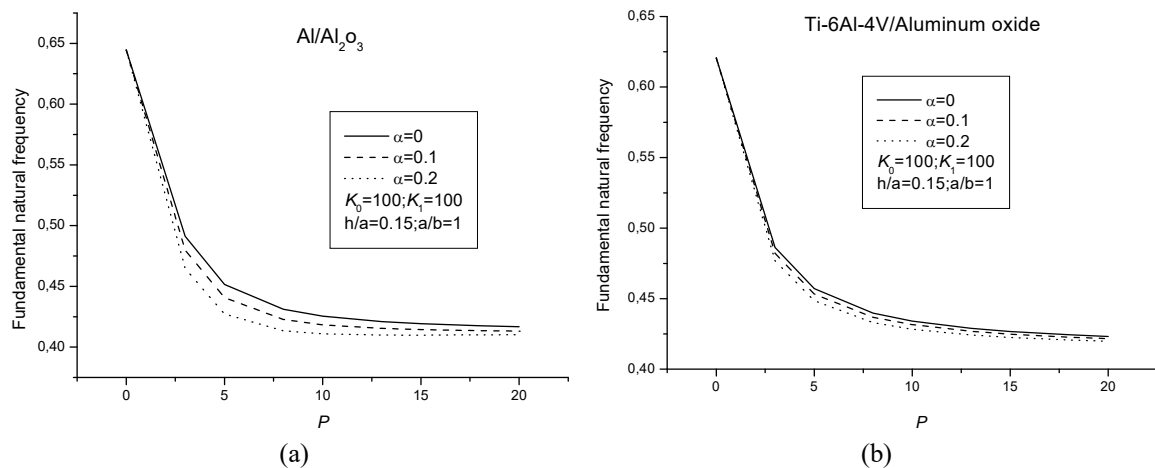 Al/Al2o3
Fundamental natural frequency
0,65
0,60
0,55
0,50
0,45
0,40
α=0
α=0.1
α=0.2
K0=100;K1=100
h/a=0.15;a/b=1
0
5
10
15
20
P
(a)
Ti-6Al-4V/Aluminum oxide
Fundamental natural frequency
0,65
0,60
0,55
0,50
0,45
0,40
α=0
α=0.1
α=0.2
K0=100;K1=100
h/a=0.15;a/b=1
0
5
10
15
20
P
(b)